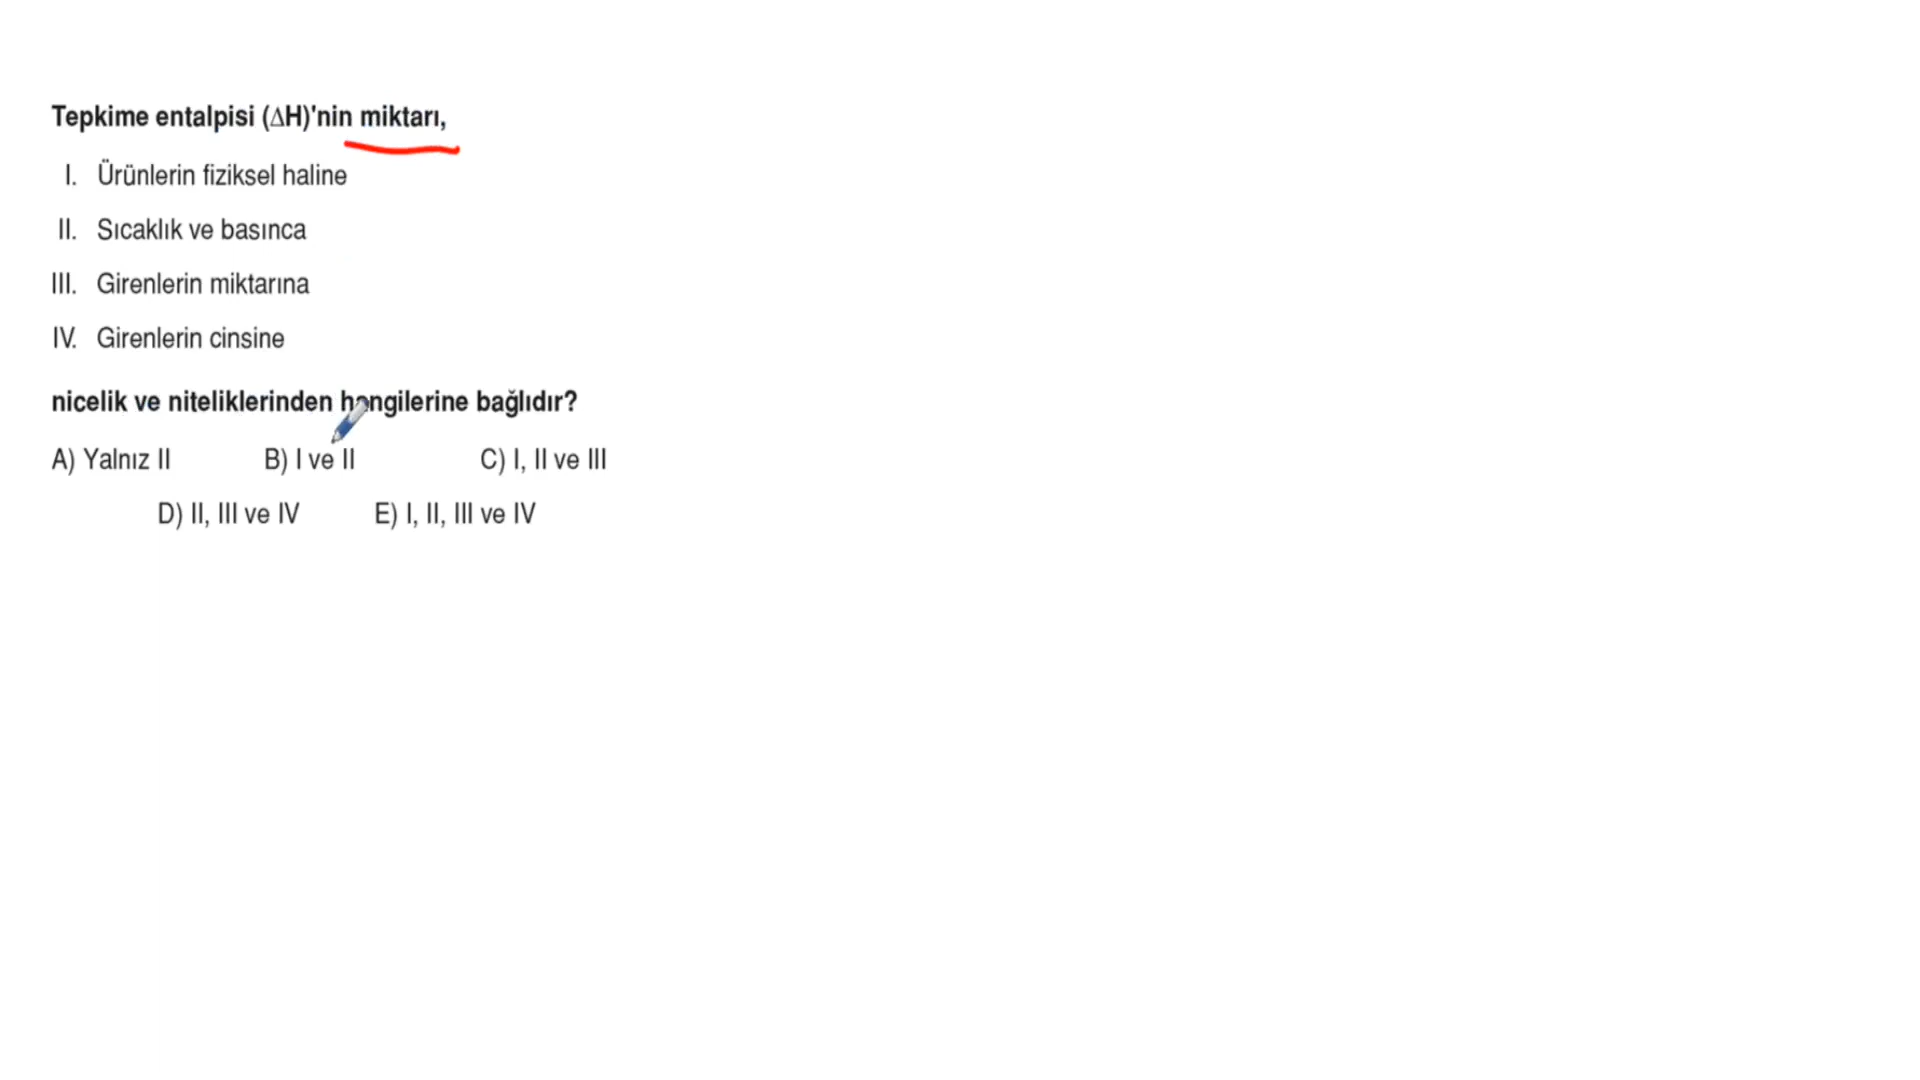 Tepkime entalpisi (∆H)'nin miktarı,
I. Ürünlerin fiziksel haline
II. Sıcaklık ve basınca
III. Girenlerin miktarına
IV. Girenlerin cinsine
nicelik ve niteliklerinden hangilerine bağlıdır?
A) Yalnız II B) I ve II C) I, II ve III
D) II, III ve IV E) I, II, III ve IV